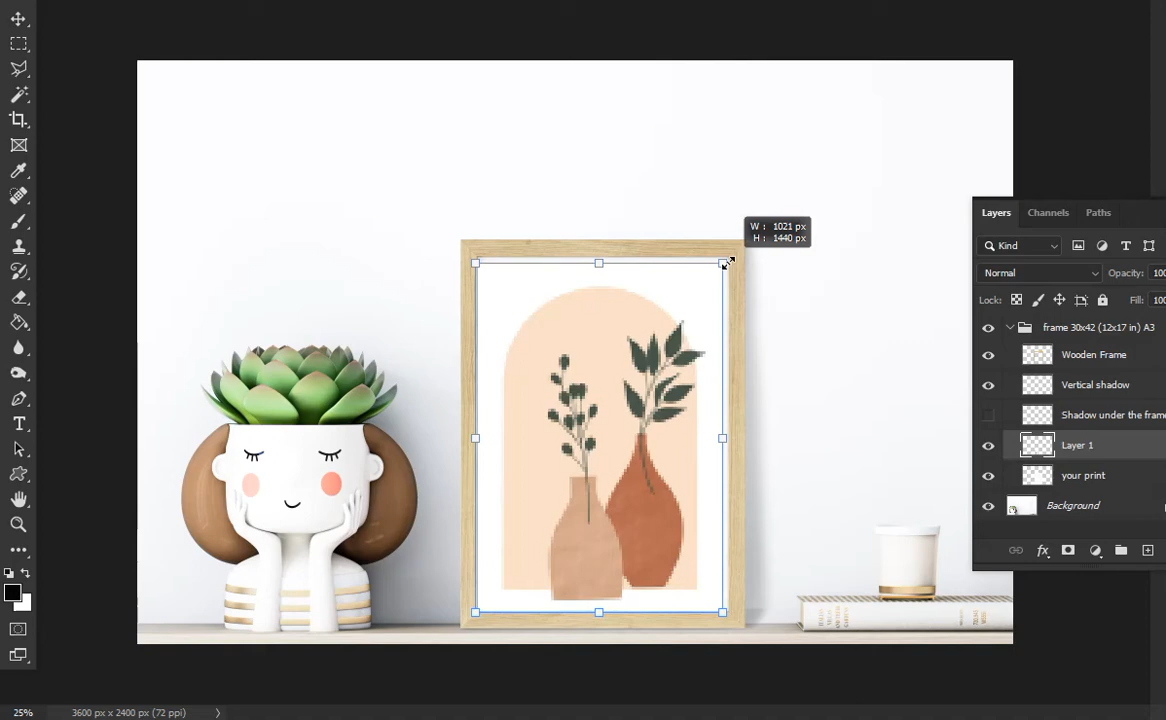 W : 1021 px
H : 1440 px
Layers Channels Paths
Kind
Normal Opacity: 100
Lock: Fill: 100
frame 30x42 (12x17 in) A3
Wooden Frame
Vertical shadow
Shadow under the frame
Layer 1
your print
Background
fx
25% 3600 px x 2400 px (72 ppi)